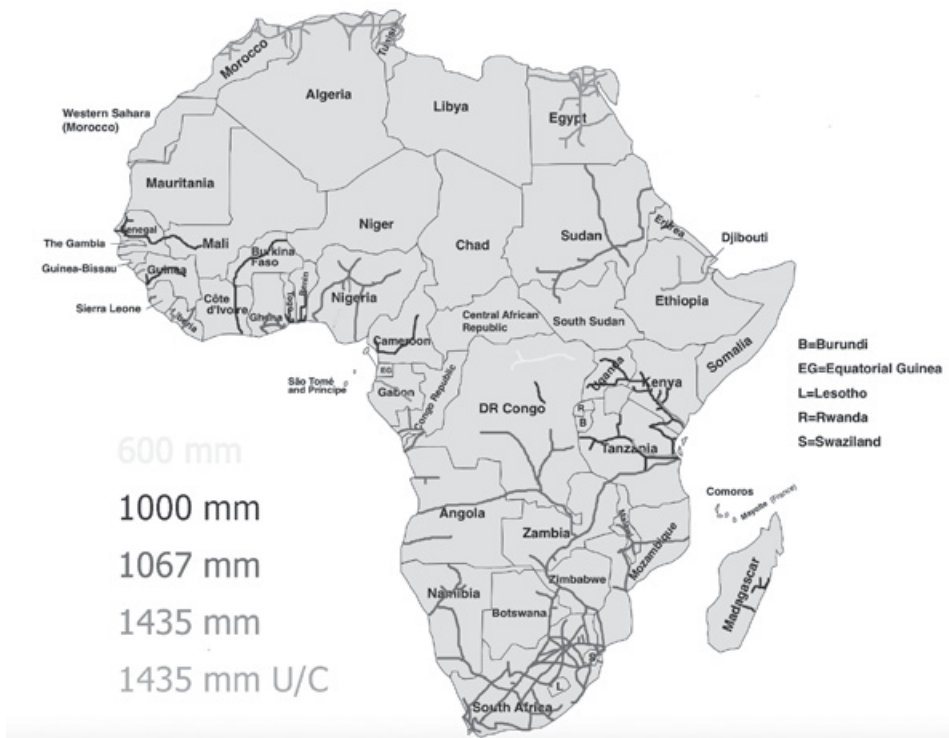 Morocco
Tunisia
Algeria
Libya
Egypt
Western Sahara
(Morocco)
Mauritania
Mali
Niger
Chad
Sudan
Eritrea
Djibouti
Senegal
The Gambia
Guinea-Bissau
Guinea
Sierra Leone
Liberia
Côte
d'Ivoire
Burkina
Faso
Ghana
Togo
Benin
Nigeria
Cameroon
Central African
Republic
South Sudan
Ethiopia
Somalia
EG
São Tomé
and Príncipe
Gabon
Congo Republic
DR Congo
Uganda
Kenya
R
B
Tanzania
B=Burundi
EG=Equatorial Guinea
L=Lesotho
R=Rwanda
S=Swaziland
Comoros
Mayotte (France)
Angola
Zambia
Malawi
Mozambique
Zimbabwe
Madagascar
Namibia
Botswana
S
L
South Africa
600 mm
1000 mm
1067 mm
1435 mm
1435 mm U/C